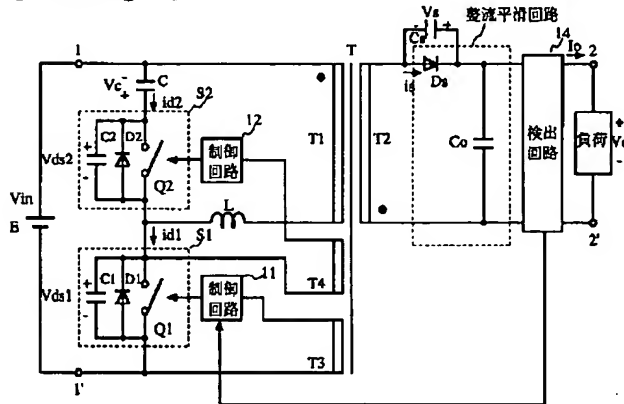 整流平滑回路
Vs
Cs
14
Io
1
T
2
is
Ds
Vc
C
id2
S2
12
C2
D2
Vds2
制御
回路
Q2
T1
T2
Co
検出
回路
負荷
Vo
Vin
E
L
id1
S1
11
2'
C1
D1
Vds1
制御
回路
Q1
T4
T3
1'